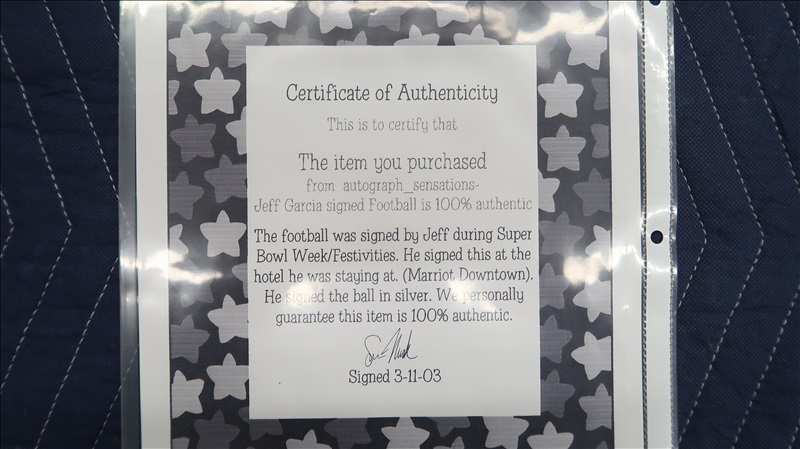 Certificate of Authenticity
This is to certify that
The item you purchased
from autograph_sensations-
Jeff Garcia signed Football is 100% authentic
The football was signed by Jeff during Super
Bowl Week/Festivities. He signed this at the
hotel he was staying at. (Marriot Downtown).
He signed the ball in silver. We personally
guarantee this item is 100% authentic.
Signed 3-11-03